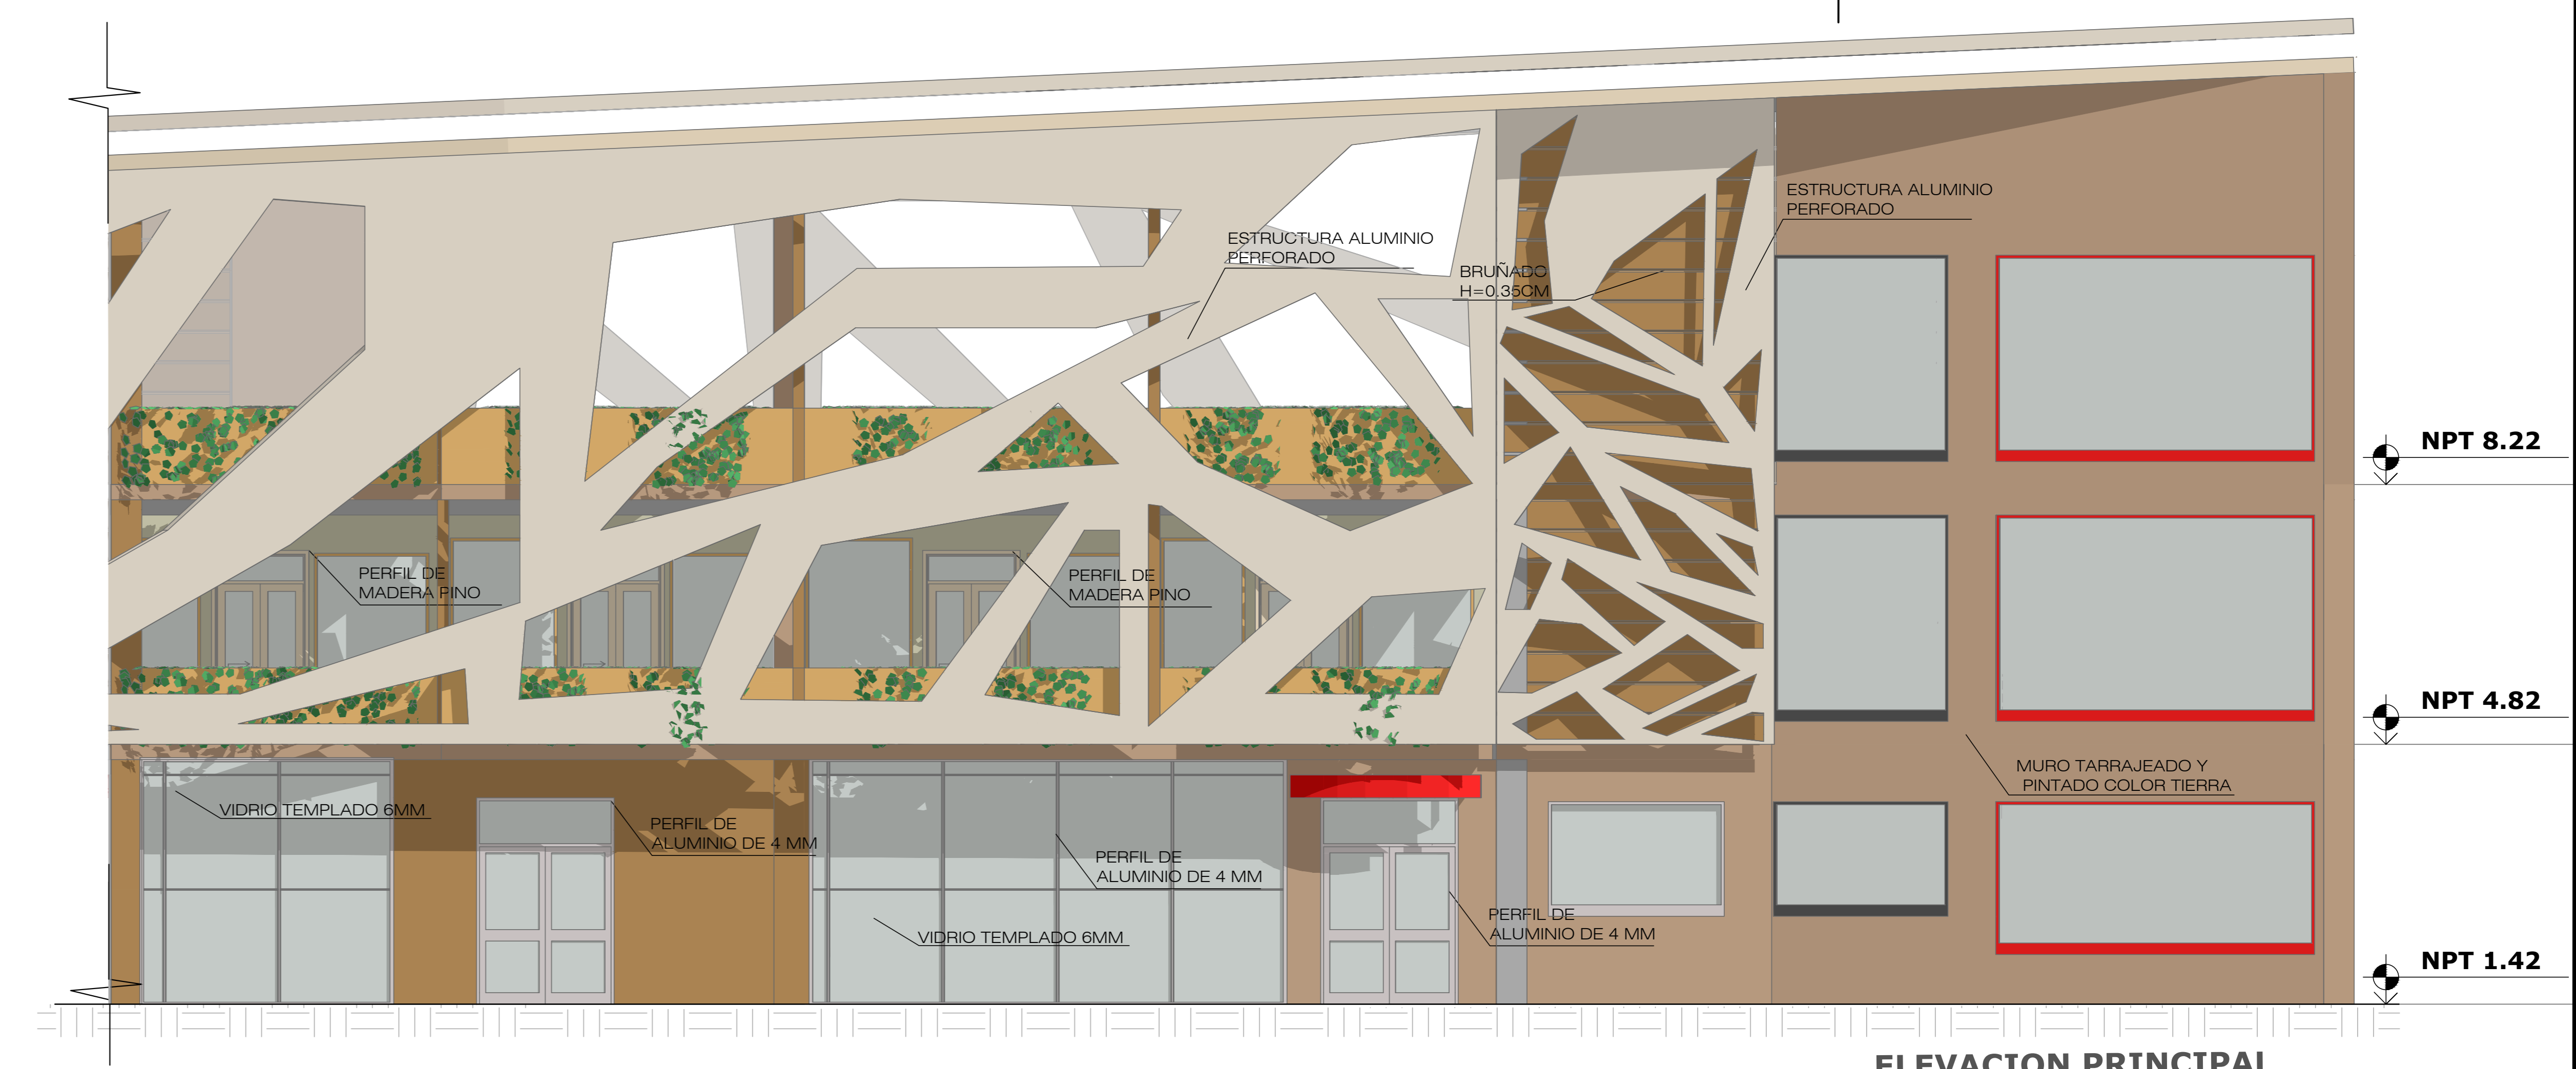 ESTRUCTURA ALUMINIO
PERFORADO
ESTRUCTURA ALUMINIO
PERFORADO
BRUÑADO
H=0.35CM
NPT 8.22
PERFIL DE
MADERA PINO
PERFIL DE
MADERA PINO
NPT 4.82
MURO TARRAJEADO Y
PINTADO COLOR TIERRA
VIDRIO TEMPLADO 6MM
PERFIL DE
ALUMINIO DE 4 MM
PERFIL DE
ALUMINIO DE 4 MM
VIDRIO TEMPLADO 6MM
PERFIL DE
ALUMINIO DE 4 MM
NPT 1.42
ELEVACION PRINCIPAL